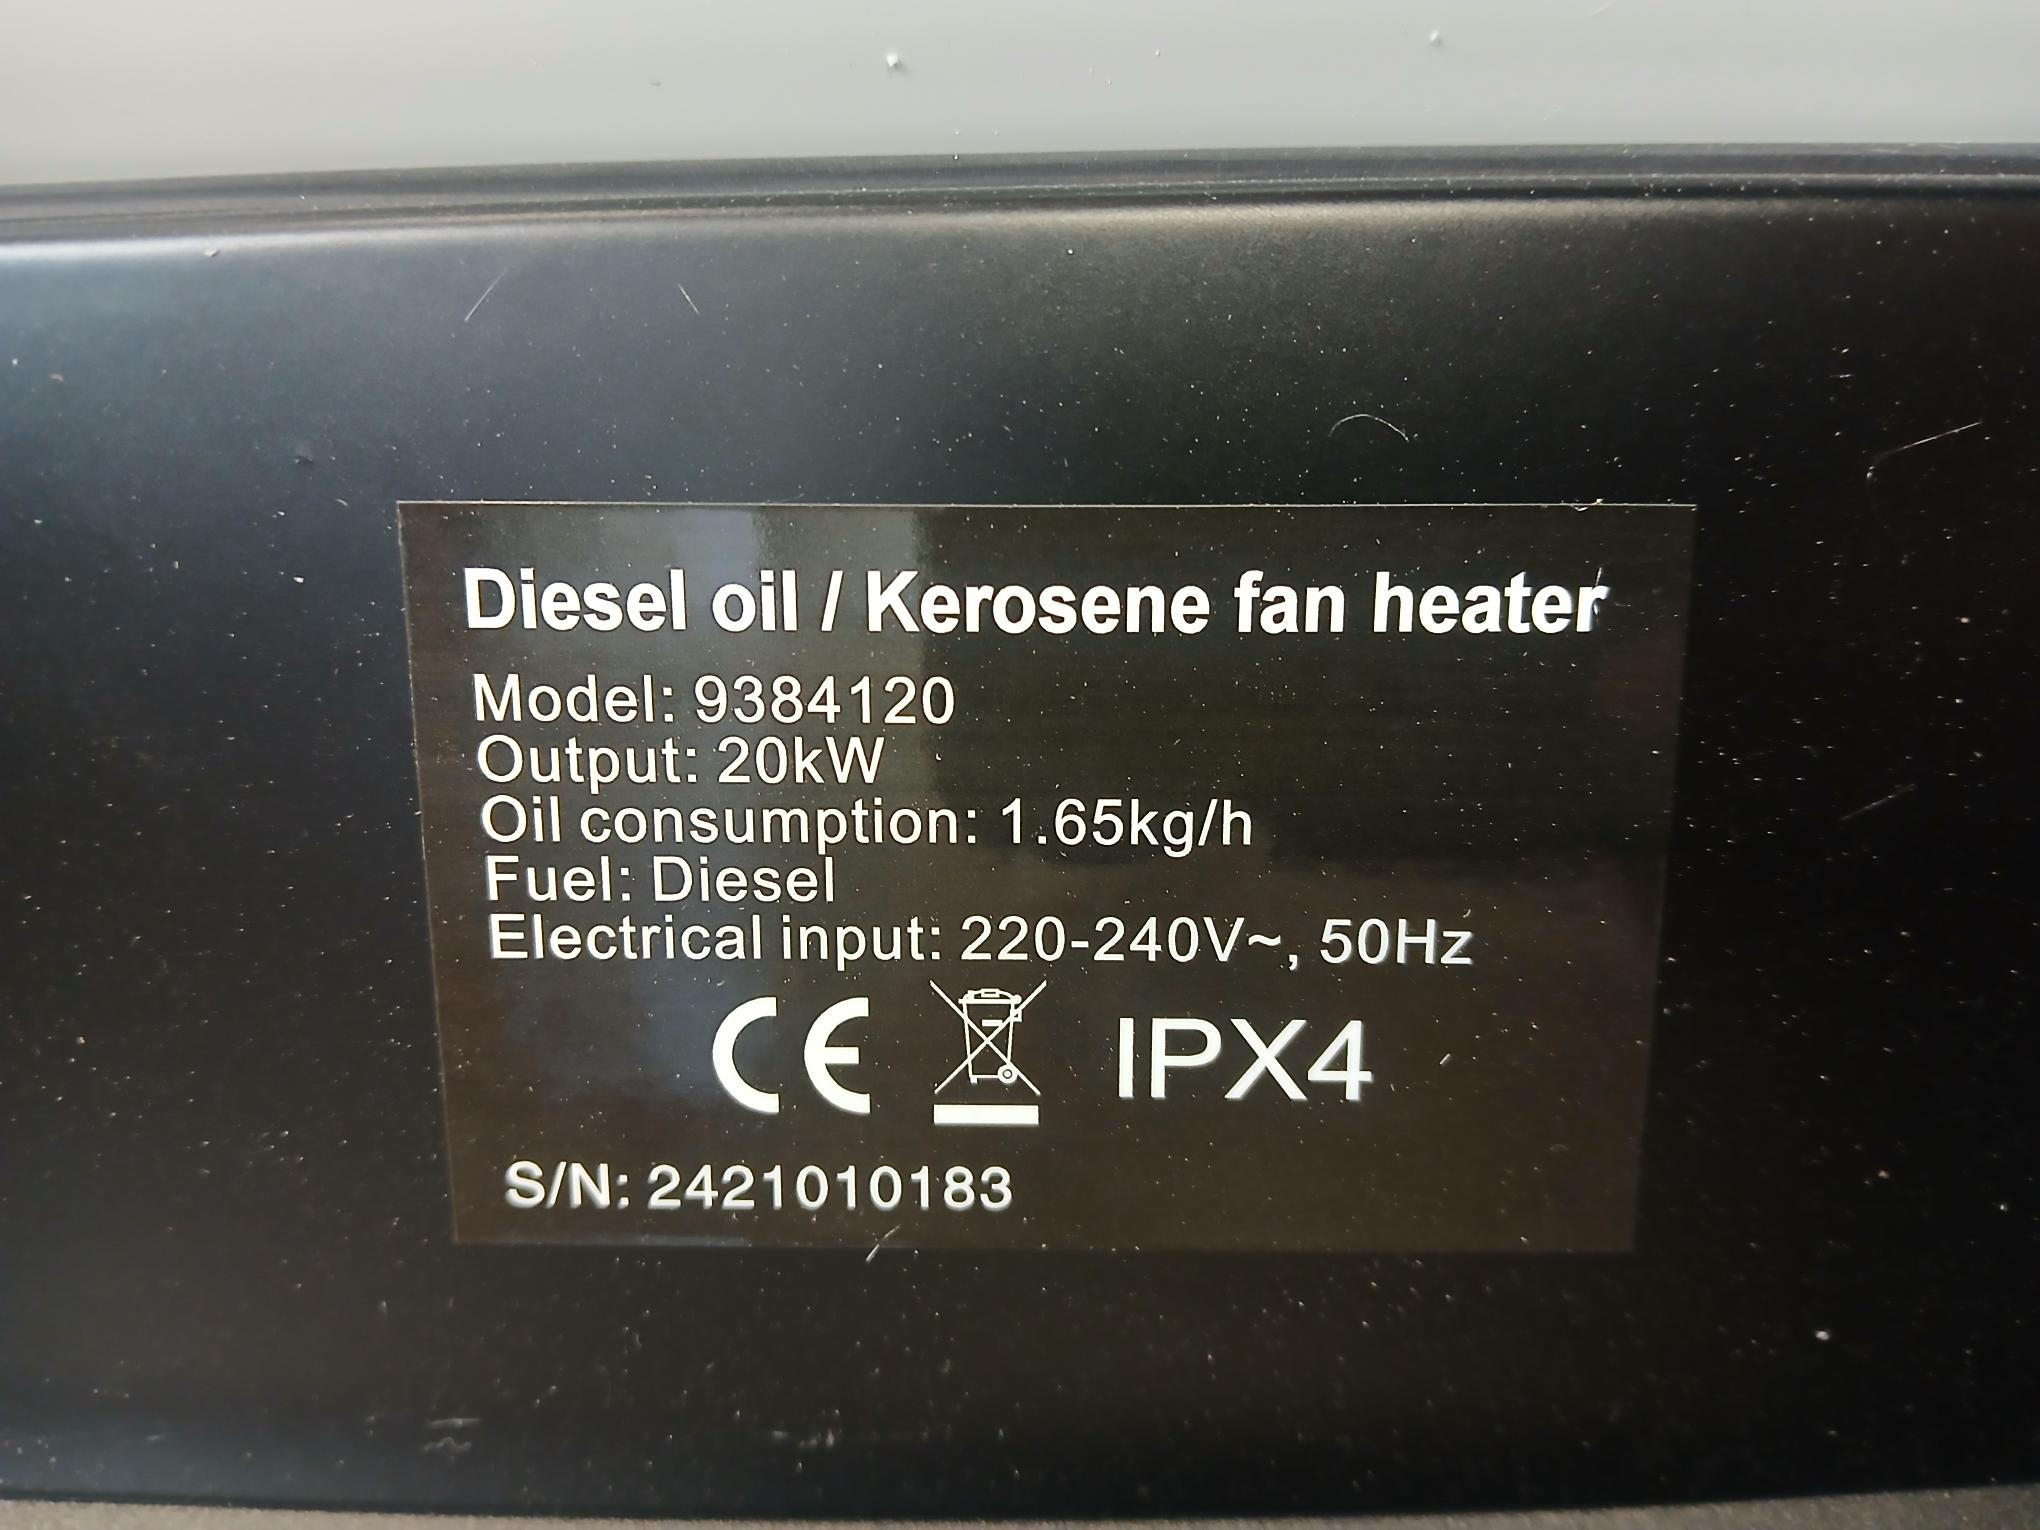 Diesel oil / Kerosene fan heater
Model: 9384120
Output: 20kW
Oil consumption: 1.65kg/h
Fuel: Diesel
Electrical input: 220-240V~, 50Hz
CE IPX4
S/N: 2421010183